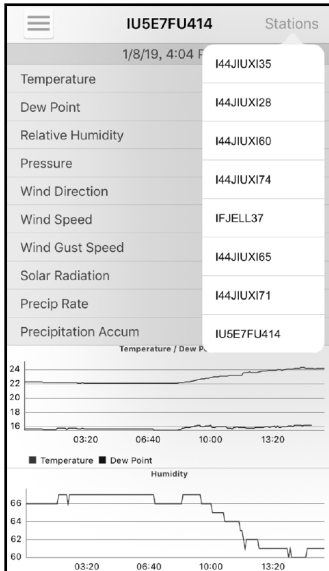 IU5E7FU414 Stations
1/8/19, 4:04 P
Temperature
Dew Point
Relative Humidity
Pressure
Wind Direction
Wind Speed
Wind Gust Speed
Solar Radiation
Precip Rate
Precipitation Accum
I44JIUXI35
I44JIUXI28
I44JIUXI60
I44JIUXI74
IFJELL37
I44JIUXI65
I44JIUXI71
IU5E7FU414
Temperature / Dew P
24
22
20
18
16
03:20 06:40 10:00 13:20
Temperature Dew Point
Humidity
66
64
62
60
03:20 06:40 10:00 13:20